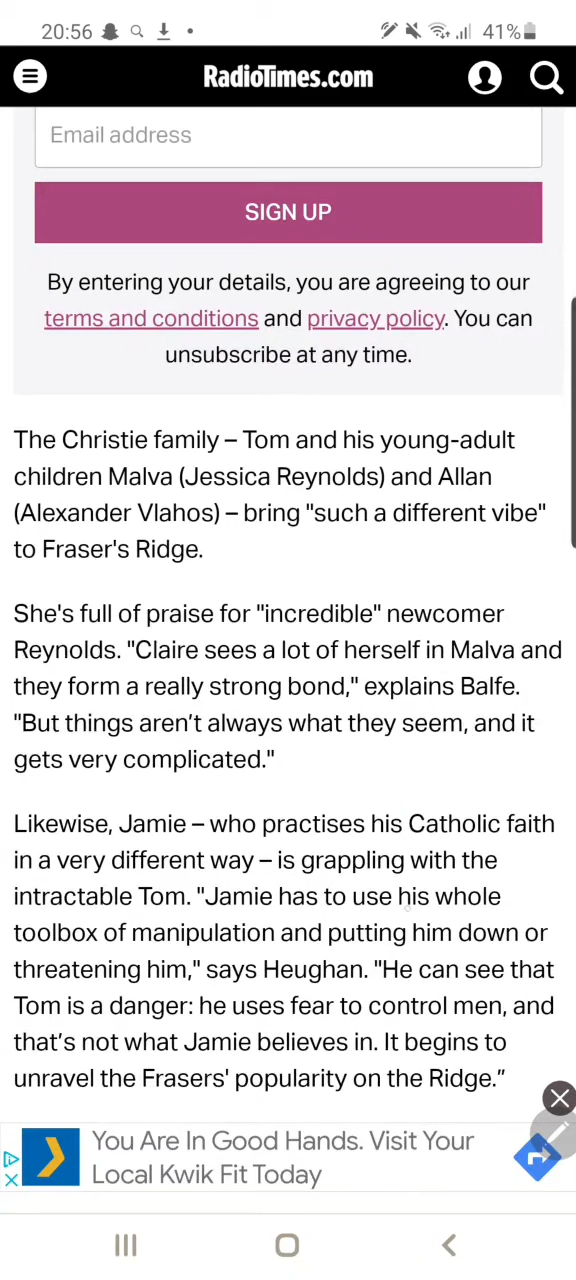 20:56
41%
RadioTimes.com
Email address
SIGN UP
By entering your details, you are agreeing to our
terms and conditions and privacy policy. You can
unsubscribe at any time.
The Christie family – Tom and his young-adult
children Malva (Jessica Reynolds) and Allan
(Alexander Vlahos) – bring "such a different vibe"
to Fraser's Ridge.
She's full of praise for "incredible" newcomer
Reynolds. "Claire sees a lot of herself in Malva and
they form a really strong bond," explains Balfe.
"But things aren’t always what they seem, and it
gets very complicated."
Likewise, Jamie – who practises his Catholic faith
in a very different way – is grappling with the
intractable Tom. "Jamie has to use his whole
toolbox of manipulation and putting him down or
threatening him," says Heughan. "He can see that
Tom is a danger: he uses fear to control men, and
that’s not what Jamie believes in. It begins to
unravel the Frasers' popularity on the Ridge.”
You Are In Good Hands. Visit Your
Local Kwik Fit Today